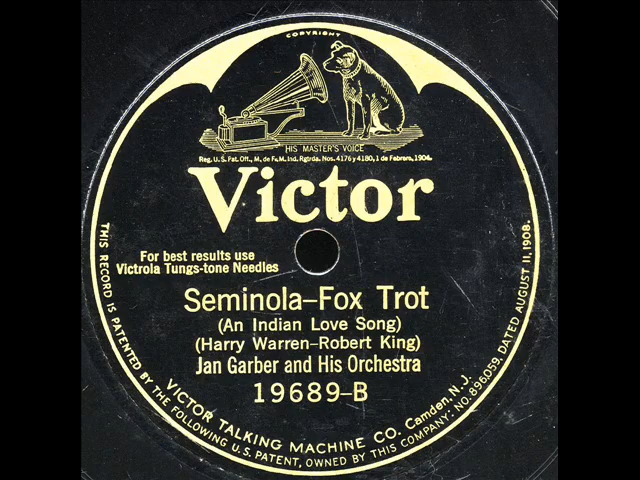 COPYRIGHT
HIS MASTER'S VOICE
Reg. U.S. Pat. Off., M. de F. M. Ind. Rgtrda. Nos. 4176 y 4180, 1 de Febrero, 1904.
Victor
For best results use
Victrola Tungs-tone Needles
Seminola–Fox Trot
(An Indian Love Song)
(Harry Warren–Robert King)
Jan Garber and His Orchestra
19689–B
VICTOR TALKING MACHINE CO. Camden, N.J.
THIS RECORD IS PATENTED BY THE FOLLOWING U.S. PATENT, OWNED BY THIS COMPANY: NO. 896059, DATED AUGUST 11, 1908.